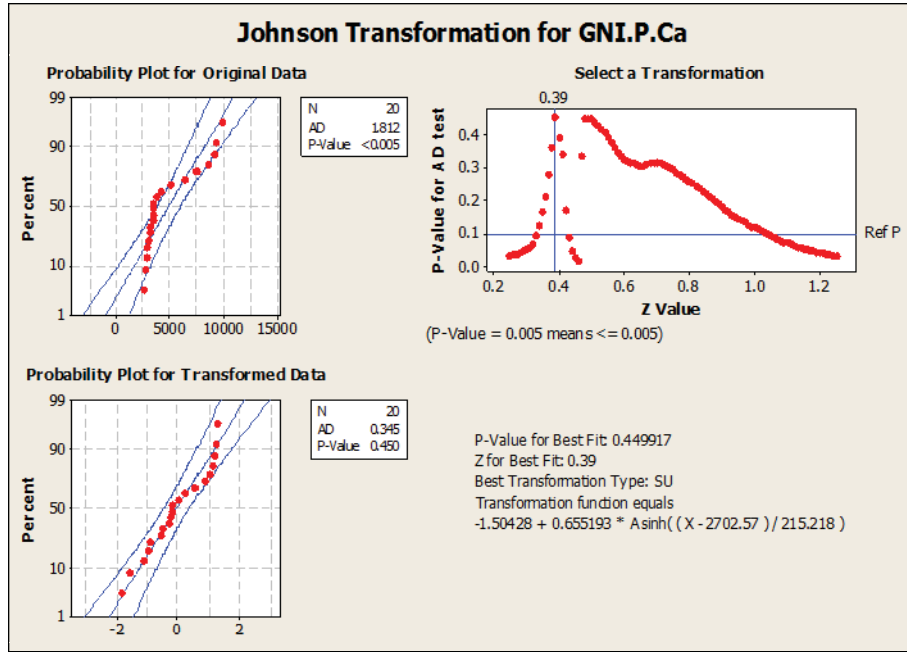 Johnson Transformation for GNI.P.Ca
Probability Plot for Original Data
99
90
50
10
1
Percent
0 5000 10000 15000
N 20
AD 1.812
P-Value <0.005
Select a Transformation
0.39
0.4
0.3
0.2
0.1
0.0
P-Value for AD test
Ref P
0.2 0.4 0.6 0.8 1.0 1.2
Z Value
(P-Value = 0.005 means <= 0.005)
Probability Plot for Transformed Data
99
90
50
10
1
Percent
-2 0 2
N 20
AD 0.345
P-Value 0.450
P-Value for Best Fit: 0.449917
Z for Best Fit: 0.39
Best Transformation Type: SU
Transformation function equals
-1.50428 + 0.655193 * Asinh( ( X - 2702.57 ) / 215.218 )